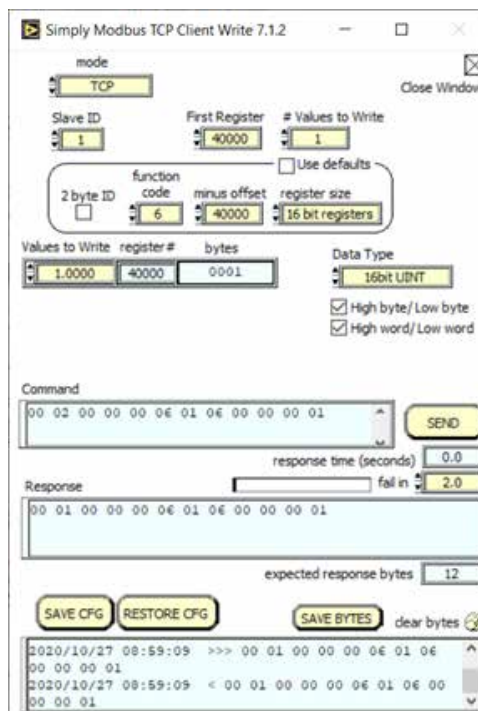 Simply Modbus TCP Client Write 7.1.2
mode
TCP
Close Window
Slave ID
First Register
# Values to Write
1
40000
1
Use defaults
2 byte ID
function code
minus offset
register size
6
40000
16 bit registers
Values to Write
register#
bytes
1.0000
40000
0001
Data Type
16bit UINT
High byte/Low byte
High word/Low word
Command
00 02 00 00 00 06 01 06 00 00 00 01
SEND
response time (seconds)
0.0
fail in
2.0
Response
00 01 00 00 00 06 01 06 00 00 00 01
expected response bytes
12
SAVE CFG
RESTORE CFG
SAVE BYTES
clear bytes
2020/10/27 08:59:09 >>> 00 01 00 00 00 06 01 06
00 00 00 01
2020/10/27 08:59:09 < 00 01 00 00 00 06 01 06 00
00 00 01